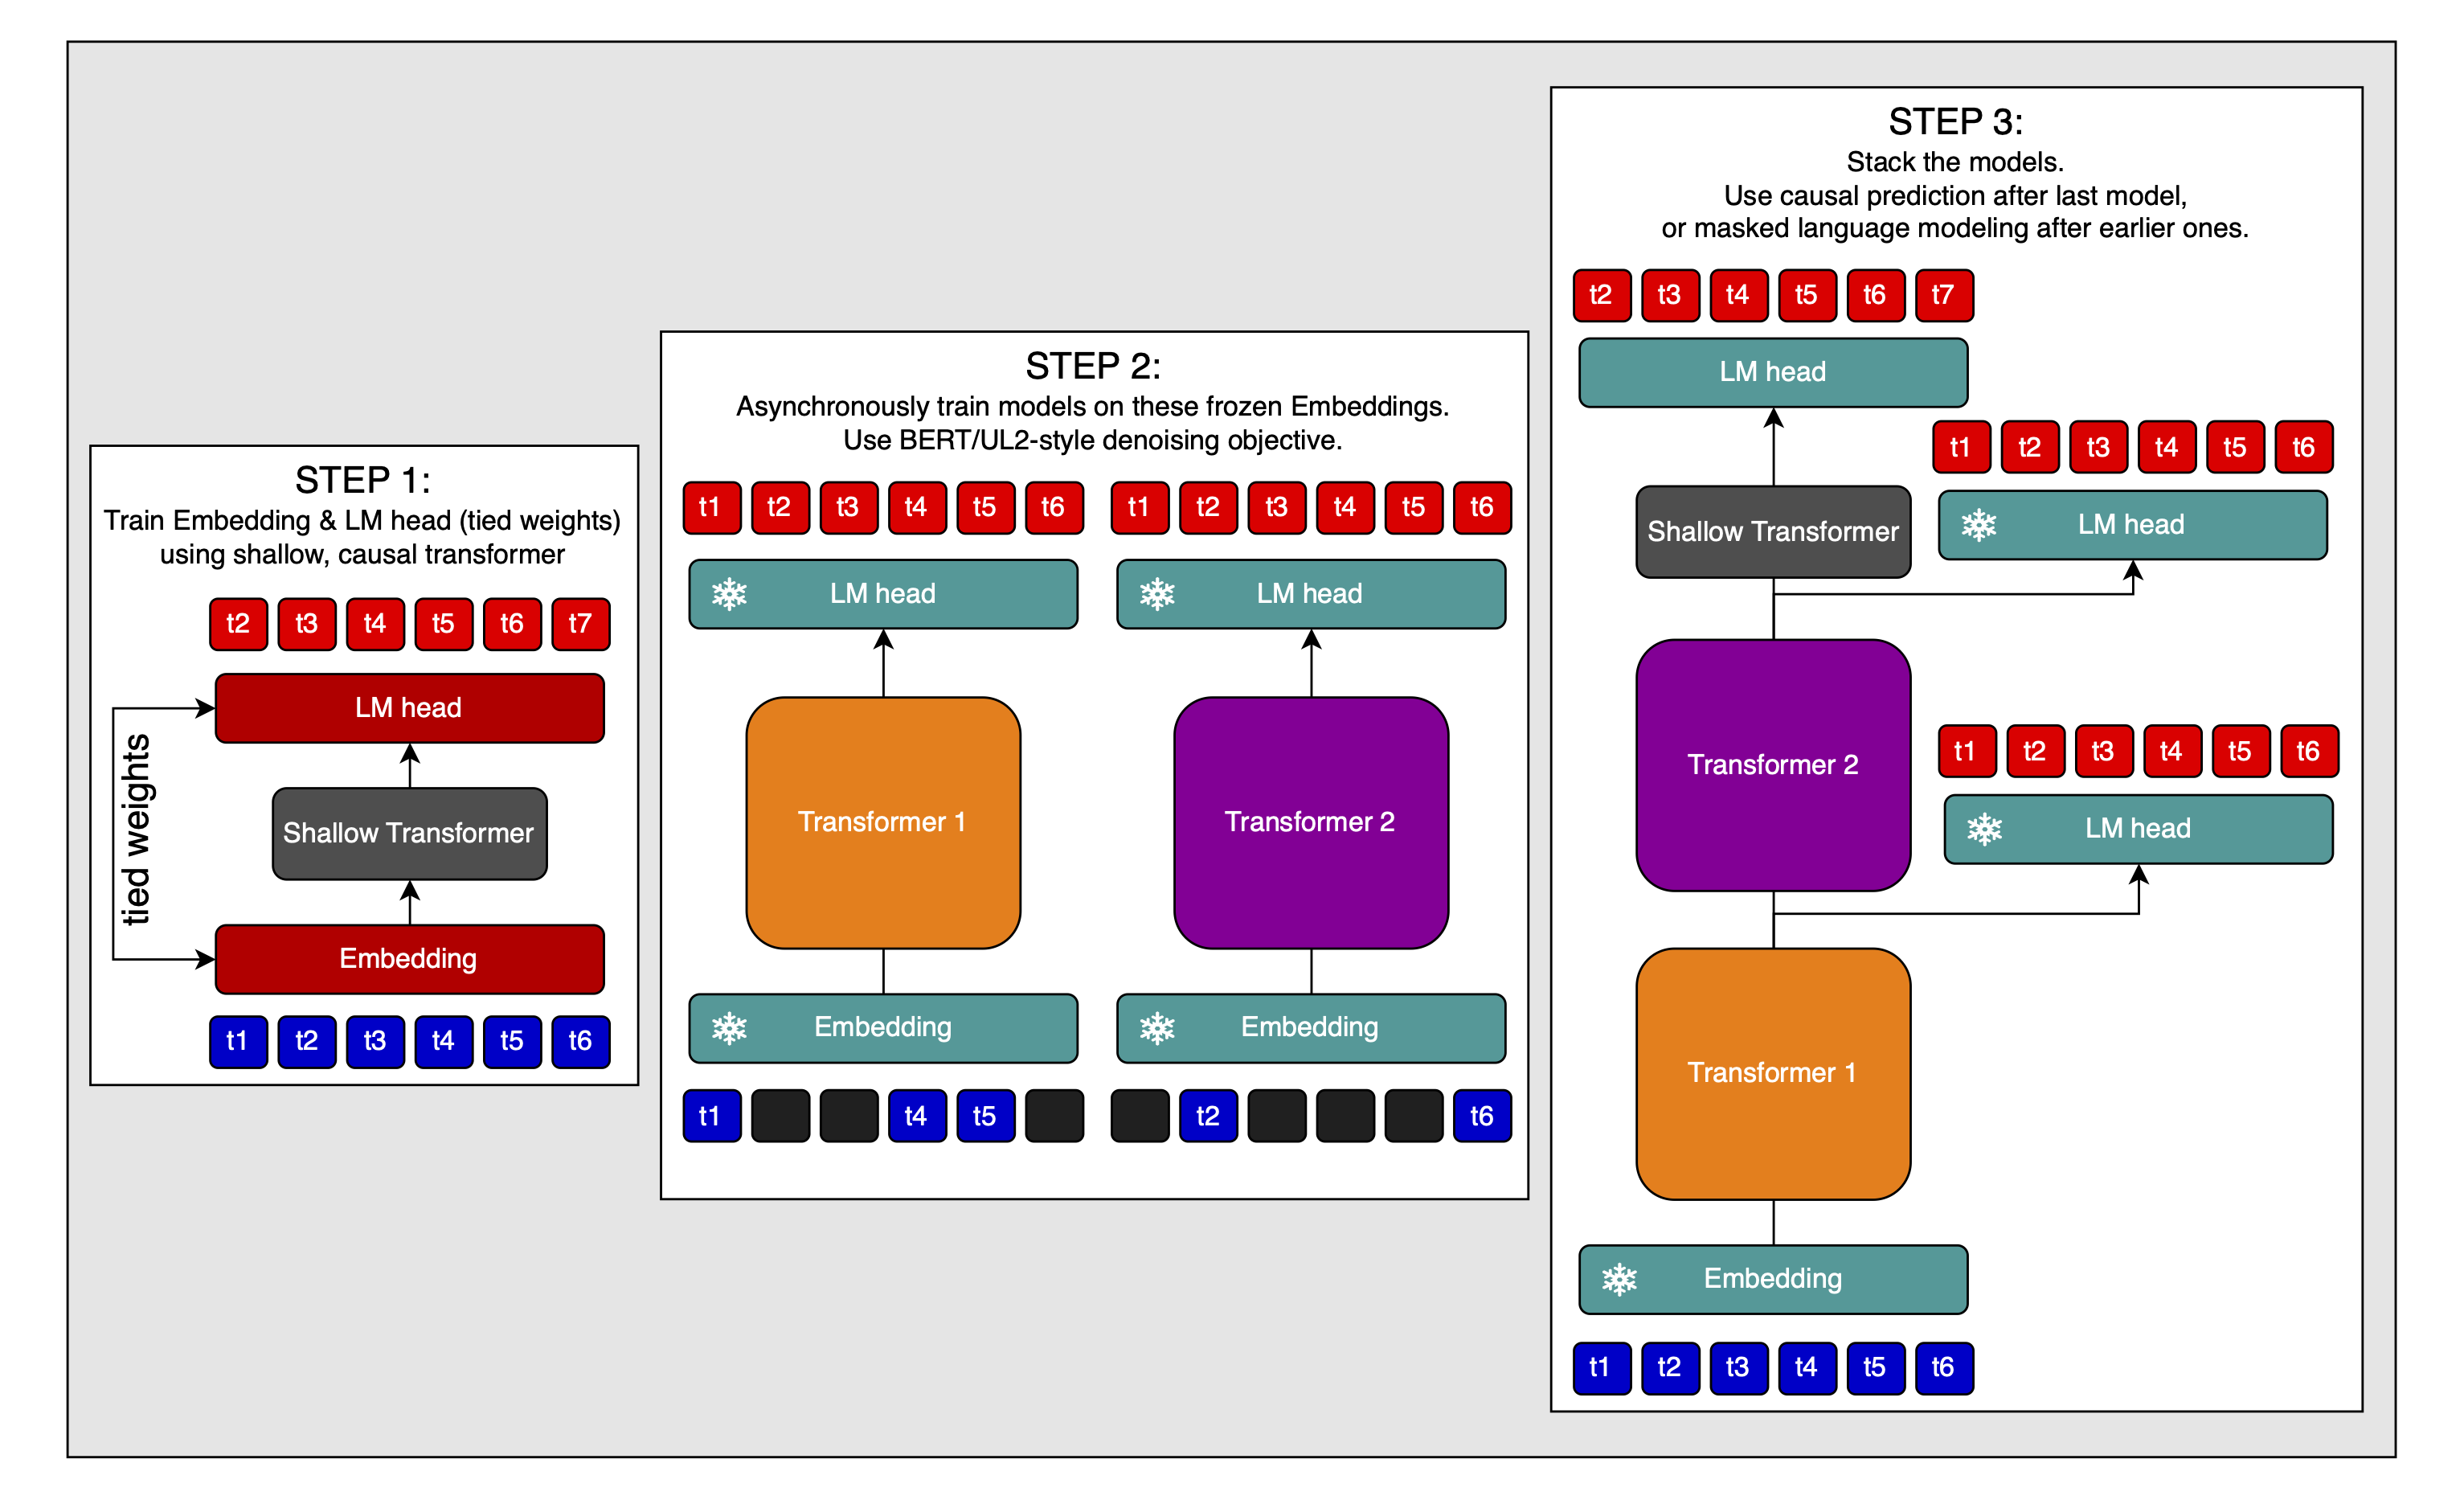 STEP 1:
Train Embedding & LM head (tied weights)
using shallow, causal transformer
t2 t3 t4 t5 t6 t7
LM head
tied weights
Shallow Transformer
Embedding
t1 t2 t3 t4 t5 t6
STEP 2:
Asynchronously train models on these frozen Embeddings.
Use BERT/UL2-style denoising objective.
t1 t2 t3 t4 t5 t6
t1 t2 t3 t4 t5 t6
LM head
LM head
Transformer 1
Transformer 2
Embedding
Embedding
t1 t4 t5
t2 t6
STEP 3:
Stack the models.
Use causal prediction after last model,
or masked language modeling after earlier ones.
t2 t3 t4 t5 t6 t7
LM head
t1 t2 t3 t4 t5 t6
Shallow Transformer
LM head
Transformer 2
t1 t2 t3 t4 t5 t6
LM head
Transformer 1
Embedding
t1 t2 t3 t4 t5 t6